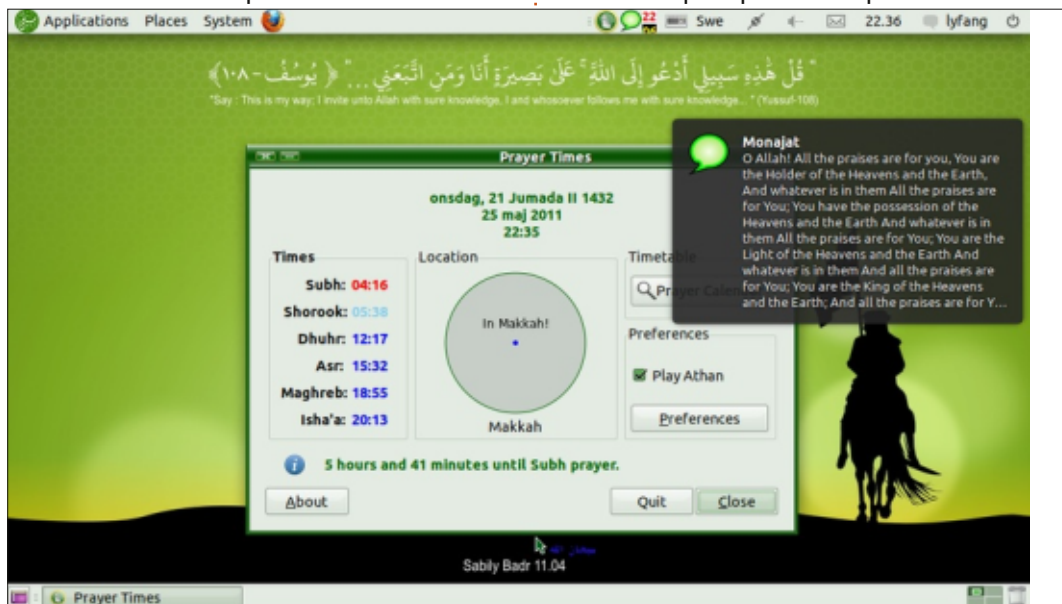 Applications Places System 22 Swe 22.36 lyfang
"قُلْ هَٰذِهِ سَبِيلِي أَدْعُو إِلَى اللَّهِ ۚ عَلَىٰ بَصِيرَةٍ أَنَا وَمَنِ اتَّبَعَنِي ..." ﴿ يُوسُفُ - ١٠٨ ﴾
"Say : This is my way; I invite unto Allah with sure knowledge, I and whosoever follows me with sure knowledge... " (Yussuf-108)
Prayer Times
onsdag, 21 Jumada II 1432
25 maj 2011
22:35
Times
Subh: 04:16
Shorook: 05:38
Dhuhr: 12:17
Asr: 15:32
Maghreb: 18:55
Isha'a: 20:13
Location
In Makkah!
Makkah
Timetable
Prayer Calen
Preferences
Play Athan
Preferences
5 hours and 41 minutes until Subh prayer.
About
Quit
Close
Monajat
O Allah! All the praises are for you, You are
the Holder of the Heavens and the Earth,
And whatever is in them All the praises are
for You; You have the possession of the
Heavens and the Earth And whatever is in
them All the praises are for You; You are the
Light of the Heavens and the Earth And
whatever is in them And all the praises are
for You; You are the King of the Heavens
and the Earth; And all the praises are for Y...
سبحان الله
Sabily Badr 11.04
Prayer Times